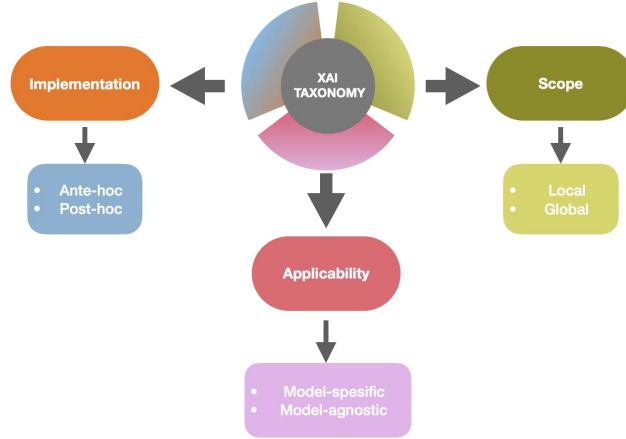 XAI
TAXONOMY
Implementation
• Ante-hoc
• Post-hoc
Scope
• Local
• Global
Applicability
• Model-spesific
• Model-agnostic